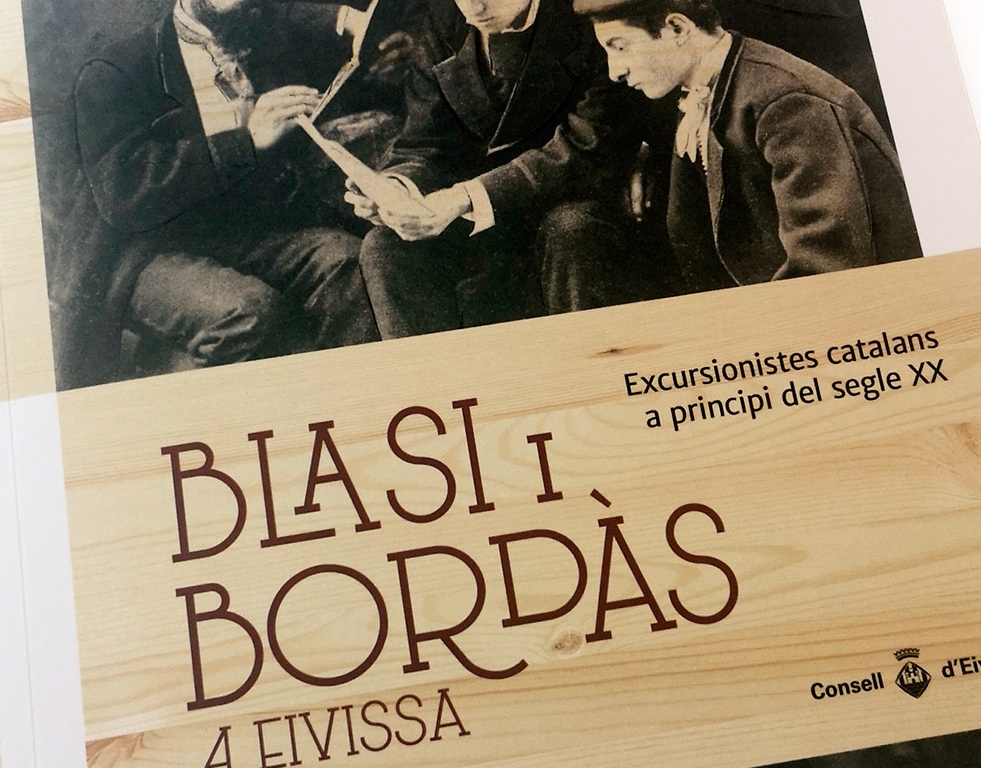 Excursionistes catalans
a principi del segle XX
BLASI i
BORDÀS
A EIVISSA
Consell